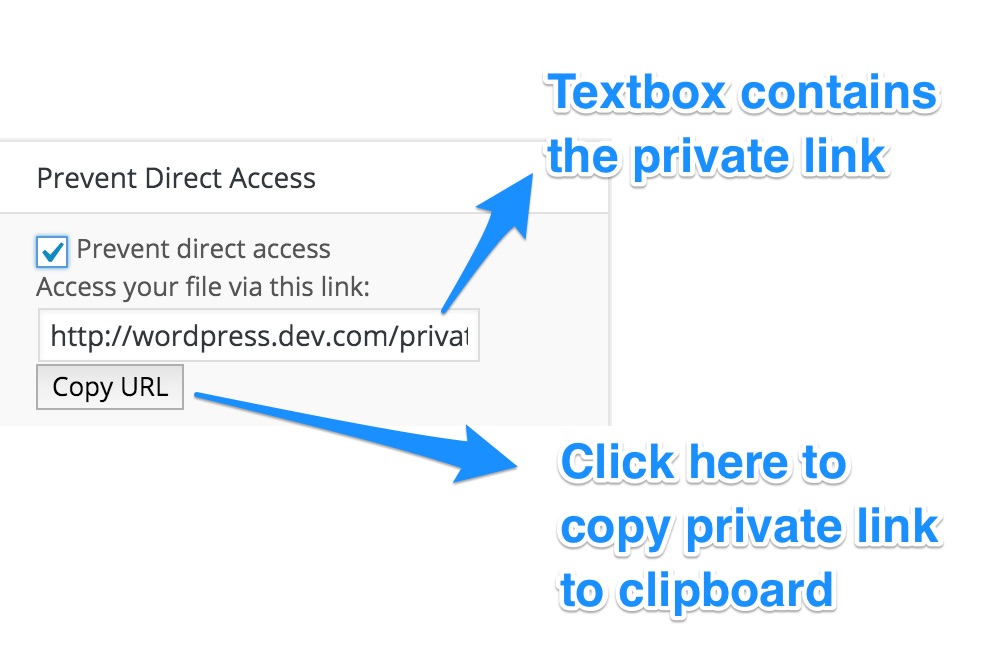 Textbox contains
the private link
Prevent Direct Access
Prevent direct access
Access your file via this link:
http://wordpress.dev.com/privat
Copy URL
Click here to
copy private link
to clipboard